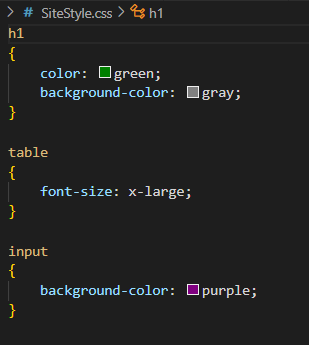 > # SiteStyle.css > h1
h1
{
    color: green;
    background-color: gray;
}

table
{
    font-size: x-large;
}

input
{
    background-color: purple;
}